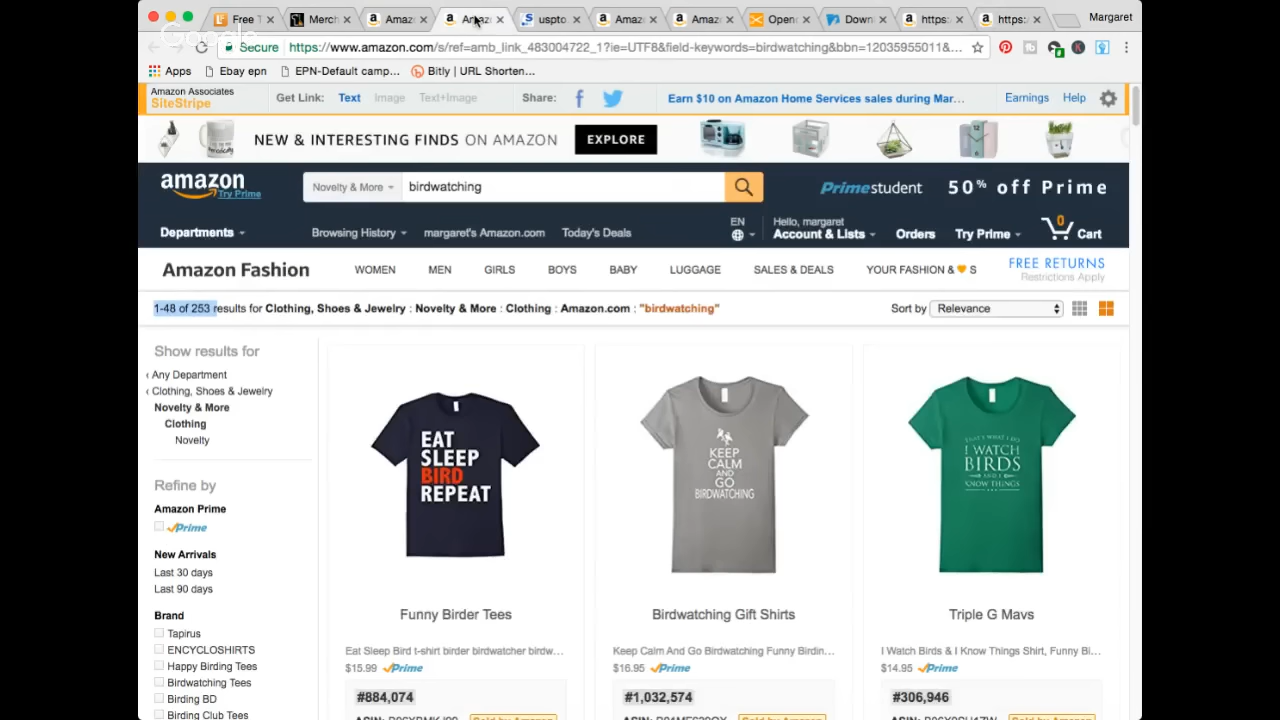 Free T
Merch
Amaz
Amaz
uspto
Amaz
Amaz
Open
Down
https:
https:
Margaret
Google
Secure
https://www.amazon.com/s/ref=amb_link_483004722_1?ie=UTF8&field-keywords=birdwatching&bbn=12035955011&...
Apps
Ebay epn
EPN-Default camp...
Bitly | URL Shorten...
Amazon Associates
SiteStripe
Get Link: Text Image Text+Image
Share:
Earn $10 on Amazon Home Services sales during Mar...
Earnings
Help
NEW & INTERESTING FINDS ON AMAZON
EXPLORE
amazon
Try Prime
Novelty & More
birdwatching
Prime student
50% off Prime
Departments
Browsing History
margaret's Amazon.com
Today's Deals
EN
Hello, margaret
Account & Lists
Orders
Try Prime
0
Cart
Amazon Fashion
WOMEN
MEN
GIRLS
BOYS
BABY
LUGGAGE
SALES & DEALS
YOUR FASHION & S
FREE RETURNS
Restrictions Apply
1-48 of 253 results for Clothing, Shoes & Jewelry : Novelty & More : Clothing : Amazon.com : "birdwatching"
Sort by Relevance
Show results for
‹ Any Department
‹ Clothing, Shoes & Jewelry
Novelty & More
Clothing
Novelty
Refine by
Amazon Prime
Prime
New Arrivals
Last 30 days
Last 90 days
Brand
Tapirus
ENCYCLOSHIRTS
Happy Birding Tees
Birdwatching Tees
Birding BD
Birding Club Tees
EAT
SLEEP
BIRD
REPEAT
Funny Birder Tees
Eat Sleep Bird t-shirt birder birdwatcher birdw...
$15.99 Prime
#884,074
KEEP
CALM
AND
GO
BIRDWATCHING
Birdwatching Gift Shirts
Keep Calm And Go Birdwatching Funny Birdin...
$16.95 Prime
#1,032,574
THAT'S WHAT I DO
I WATCH
BIRDS
AND I
KNOW THINGS
Triple G Mavs
I Watch Birds & I Know Things Shirt, Funny Bi...
$14.95 Prime
#306,946